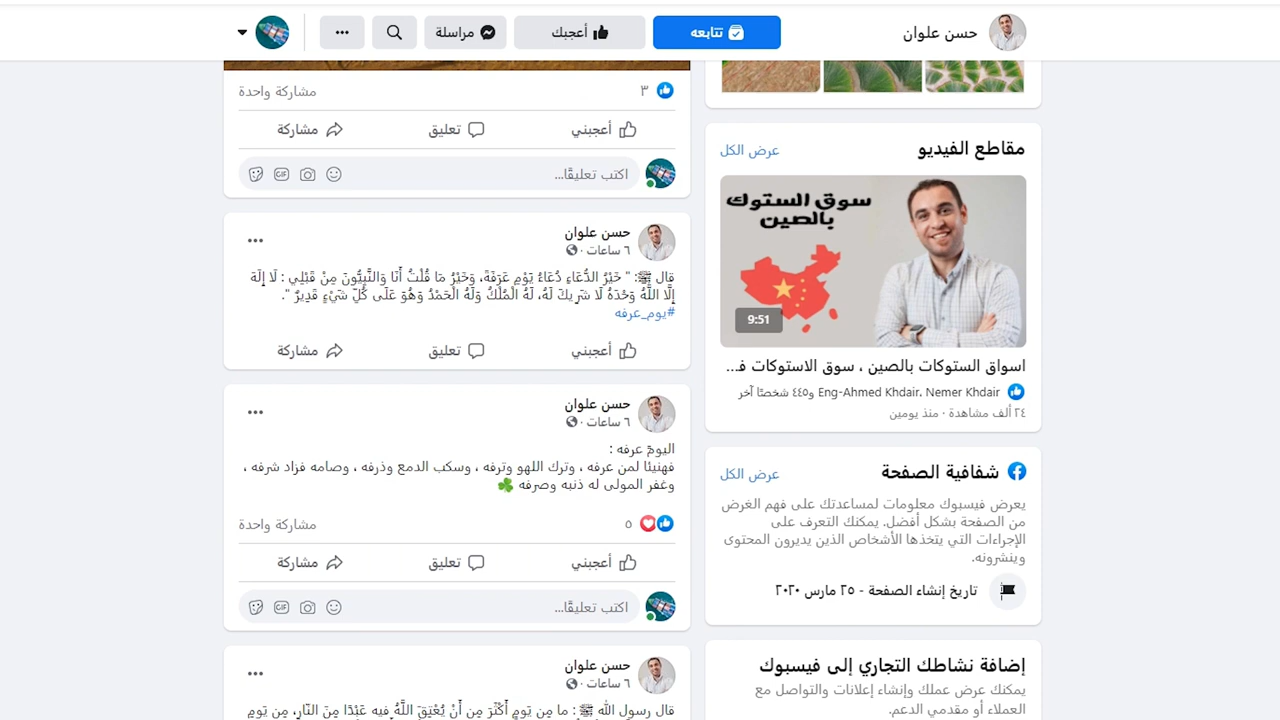 حسن علوان
تتابعه
أعجبك
مراسلة
٣
مشاركة واحدة
أعجبني
تعليق
مشاركة
اكتب تعليقًا...
GIF
حسن علوان
٦ ساعات ·
قال ﷺ: " خَيْرُ الدُّعَاءِ دُعَاءُ يَوْمِ عَرَفَةَ، وَخَيْرُ مَا قُلْتُ أَنَا وَالنَّبِيُّونَ مِنْ قَبْلِي : لَا إِلَهَ
إِلَّا اللَّهُ وَحْدَهُ لَا شَرِيكَ لَهُ، لَهُ الْمُلْكُ وَلَهُ الْحَمْدُ وَهُوَ عَلَى كُلِّ شَيْءٍ قَدِيرٌ ".
#يوم_عرفه
أعجبني
تعليق
مشاركة
حسن علوان
٦ ساعات ·
اليومَ عرفه :
فهنيئا لمن عرفه ، وترك اللهو وترفه ، وسكب الدمع وذرفه ، وصامه فزاد شرفه ،
وغفر المولى له ذنبه وصرفه
٥
مشاركة واحدة
أعجبني
تعليق
مشاركة
اكتب تعليقًا...
GIF
حسن علوان
٦ ساعات ·
قال رسول الله ﷺ : ما مِن يَومٍ أَكْثَرَ مِن أَنْ يُعْتِقَ اللَّهُ فيه عَبْدًا مِنَ النَّارِ، مِن يَومِ
مقاطع الفيديو
عرض الكل
سوق الستوك
بالصين
9:51
اسواق الستوكات بالصين ، سوق الاستوكات فـ...
Eng-Ahmed Khdair، Nemer Khdair و٤٤٥ شخصًا آخر
٢٤ ألف مشاهدة · منذ يومين
شفافية الصفحة
عرض الكل
يعرض فيسبوك معلومات لمساعدتك على فهم الغرض
من الصفحة بشكل أفضل. يمكنك التعرف على
الإجراءات التي يتخذها الأشخاص الذين يديرون المحتوى
وينشرونه.
تاريخ إنشاء الصفحة - ٢٥ مارس ٢٠٢٠
إضافة نشاطك التجاري إلى فيسبوك
يمكنك عرض عملك وإنشاء إعلانات والتواصل مع
العملاء أو مقدمي الدعم.